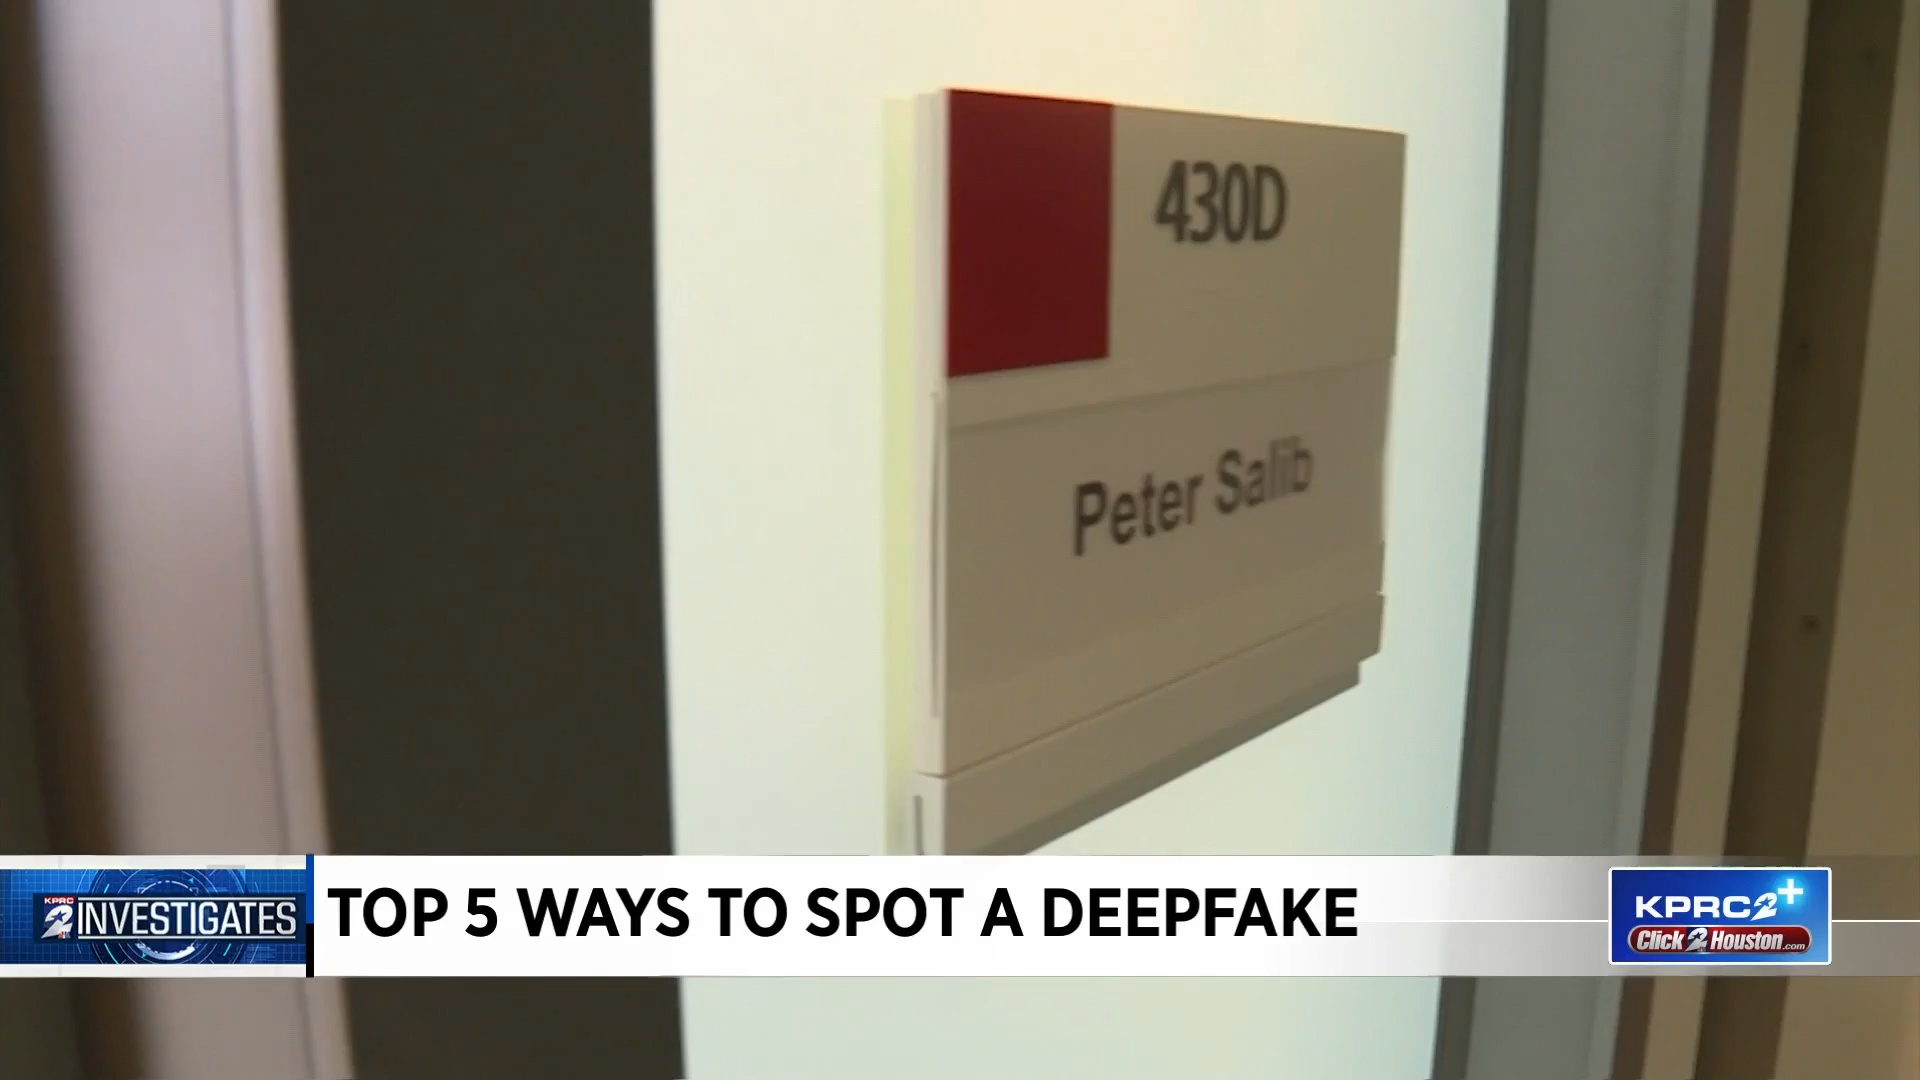 430D
Peter Salib
KPRC 2 INVESTIGATES
TOP 5 WAYS TO SPOT A DEEPFAKE
KPRC2+
Click2Houston.com